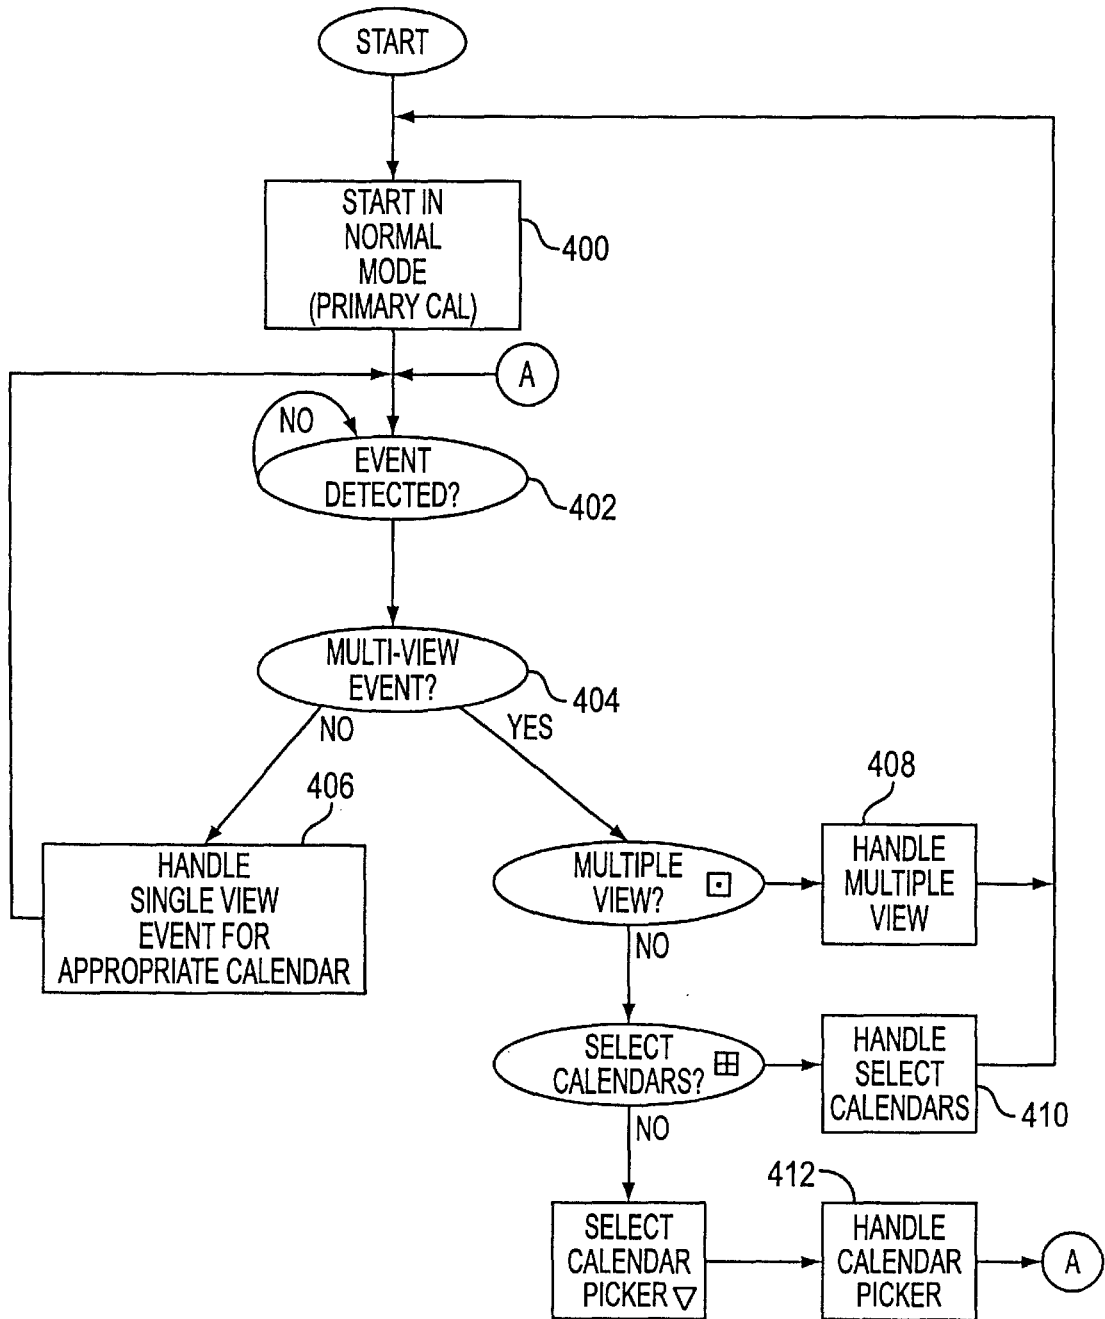 START
START IN
NORMAL
MODE
(PRIMARY CAL)
400
A
NO
EVENT
DETECTED?
402
MULTI-VIEW
EVENT?
404
NO
YES
406
HANDLE
SINGLE VIEW
EVENT FOR
APPROPRIATE CALENDAR
MULTIPLE
VIEW?
408
HANDLE
MULTIPLE
VIEW
NO
SELECT
CALENDARS?
HANDLE
SELECT
CALENDARS
410
NO
SELECT
CALENDAR
PICKER
412
HANDLE
CALENDAR
PICKER
A